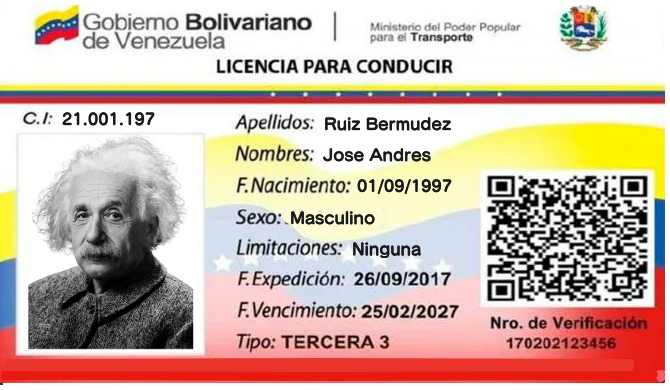 Gobierno Bolivariano
de Venezuela
Ministerio del Poder Popular
para el Transporte
LICENCIA PARA CONDUCIR
C.I: 21.001.197
Apellidos: Ruiz Bermudez
Nombres: Jose Andres
F.Nacimiento: 01/09/1997
Sexo: Masculino
Limitaciones: Ninguna
F.Expedición: 26/09/2017
F.Vencimiento: 25/02/2027
Tipo: TERCERA 3
Nro. de Verificación
170202123456